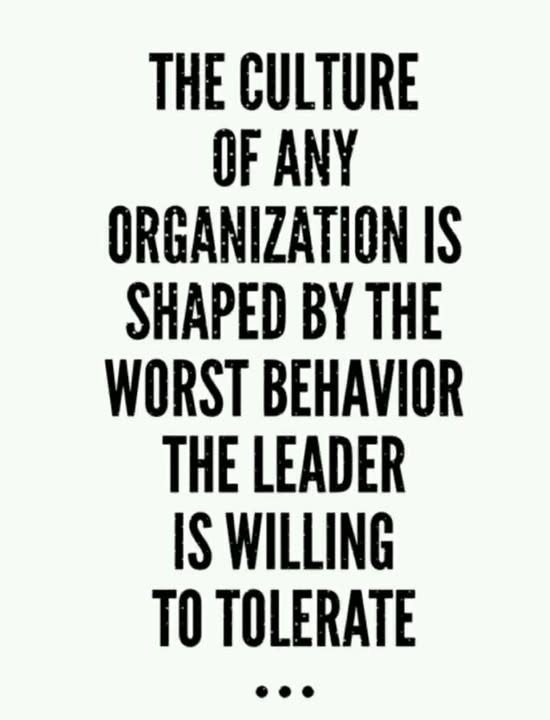 THE CULTURE
OF ANY
ORGANIZATION IS
SHAPED BY THE
WORST BEHAVIOR
THE LEADER
IS WILLING
TO TOLERATE
...